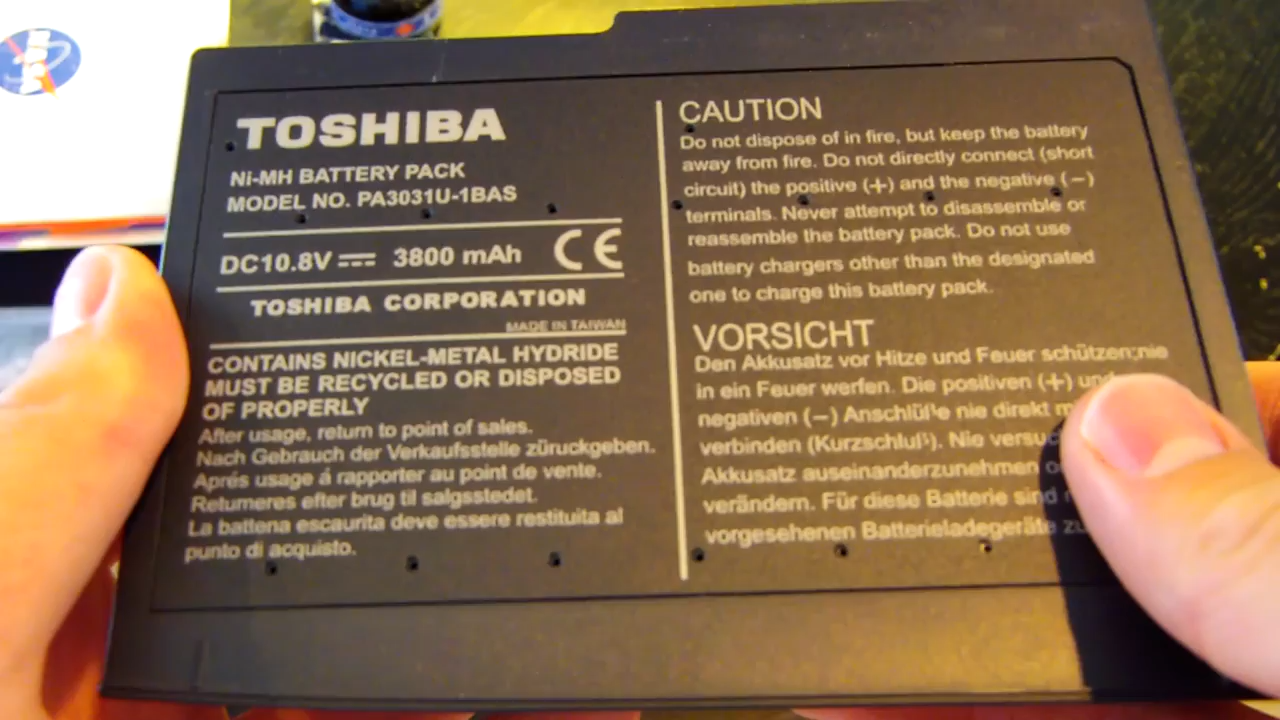 TOSHIBA
Ni-MH BATTERY PACK
MODEL NO. PA3031U-1BAS
DC10.8V ⎓ 3800 mAh CE
TOSHIBA CORPORATION
MADE IN TAIWAN
CONTAINS NICKEL-METAL HYDRIDE
MUST BE RECYCLED OR DISPOSED
OF PROPERLY
After usage, return to point of sales.
Nach Gebrauch der Verkaufsstelle züruckgeben.
Aprés usage á rapporter au point de vente.
Retumeres efter brug til salgsstedet.
La battena escaurita deve essere restituita al
punto di acquisto.
CAUTION
Do not dispose of in fire, but keep the battery
away from fire. Do not directly connect (short
circuit) the positive (+) and the negative (−)
terminals. Never attempt to disassemble or
reassemble the battery pack. Do not use
battery chargers other than the designated
one to charge this battery pack.
VORSICHT
Den Akkusatz vor Hitze und Feuer schützen;nie
in ein Feuer werfen. Die positiven (+) und
negativen (−) nie direkt
verbinden Nie
Akkusatz auseinanderzunehmen
verändern. Für diese Batterie sind
vorgesehenen Batterieladegeräte
NASA